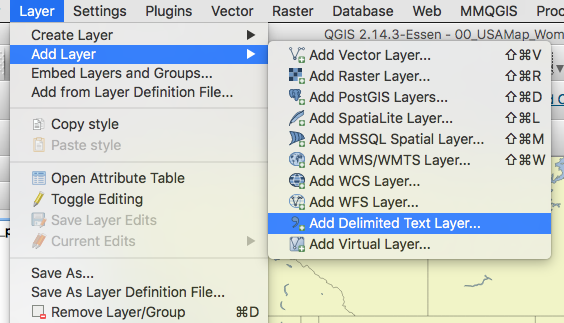 Layer Settings Plugins Vector Raster Database Web MMQGIS Proc
QGIS 2.14.3-Essen - 00_USAMap_Wom
Create Layer
Add Layer
Embed Layers and Groups...
Add from Layer Definition File...
Copy style
Paste style
Open Attribute Table
Toggle Editing
Save Layer Edits
Current Edits
Save As...
Save As Layer Definition File...
Remove Layer/Group ⌘D
Add Vector Layer... ⇧⌘V
Add Raster Layer... ⇧⌘R
Add PostGIS Layers... ⇧⌘D
Add SpatiaLite Layer... ⇧⌘L
Add MSSQL Spatial Layer... ⇧⌘M
Add WMS/WMTS Layer... ⇧⌘W
Add WCS Layer...
Add WFS Layer...
Add Delimited Text Layer...
Add Virtual Layer...